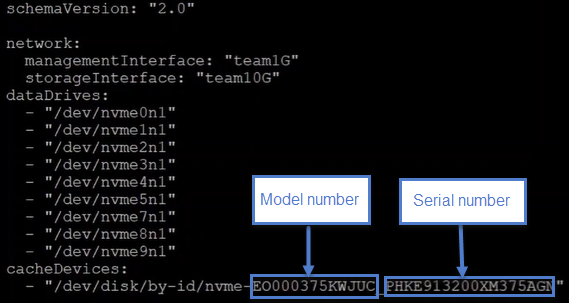 schemaVersion: "2.0"
network:
managementInterface: "team1G"
storageInterface: "team10G"
dataDrives:
- "/dev/nvme0n1"
- "/dev/nvme1n1"
- "/dev/nvme2n1"
- "/dev/nvme3n1"
- "/dev/nvme4n1"
- "/dev/nvme5n1"
- "/dev/nvme7n1"
- "/dev/nvme8n1"
- "/dev/nvme9n1"
Model number
Serial number
cacheDevices:
- "/dev/disk/by-id/nvme-EO000375KWJUC_PHKE913200XM375AGN"